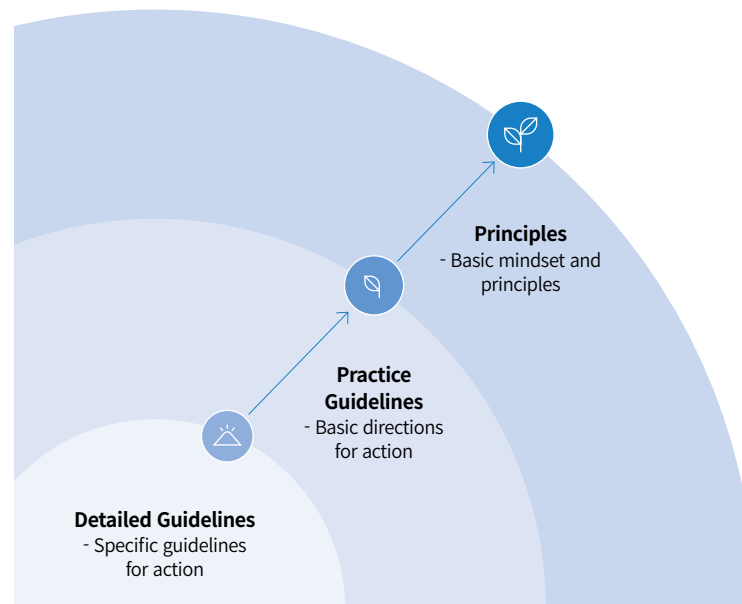 Principles
- Basic mindset and
principles
Practice
Guidelines
- Basic directions
for action
Detailed Guidelines
- Specific guidelines
for action